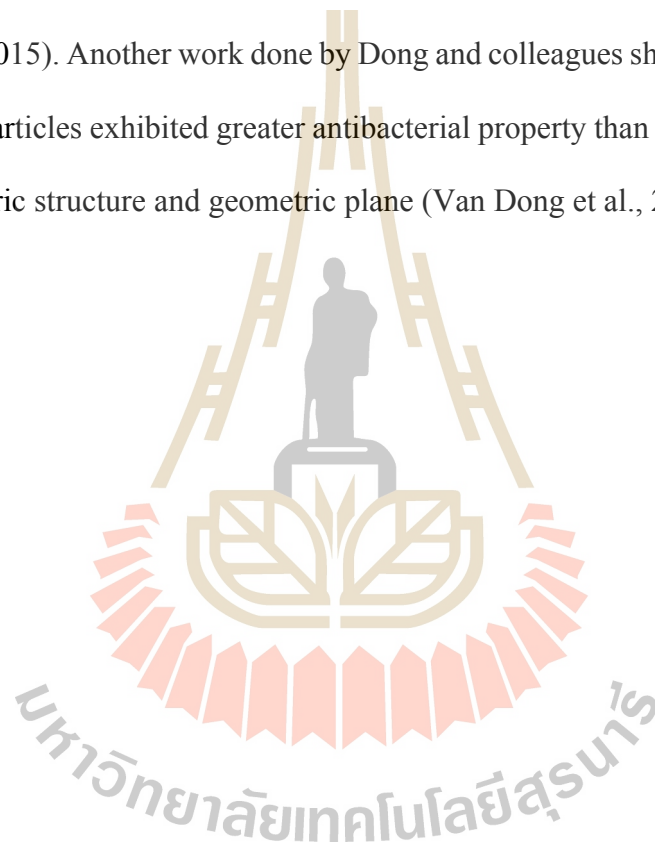 015). Another work done by Dong and colleagues sh
articles exhibited greater antibacterial property than
ric structure and geometric plane (Van Dong et al., 2
มหาวิทยาลัยเทคโนโลยีสุรนารี